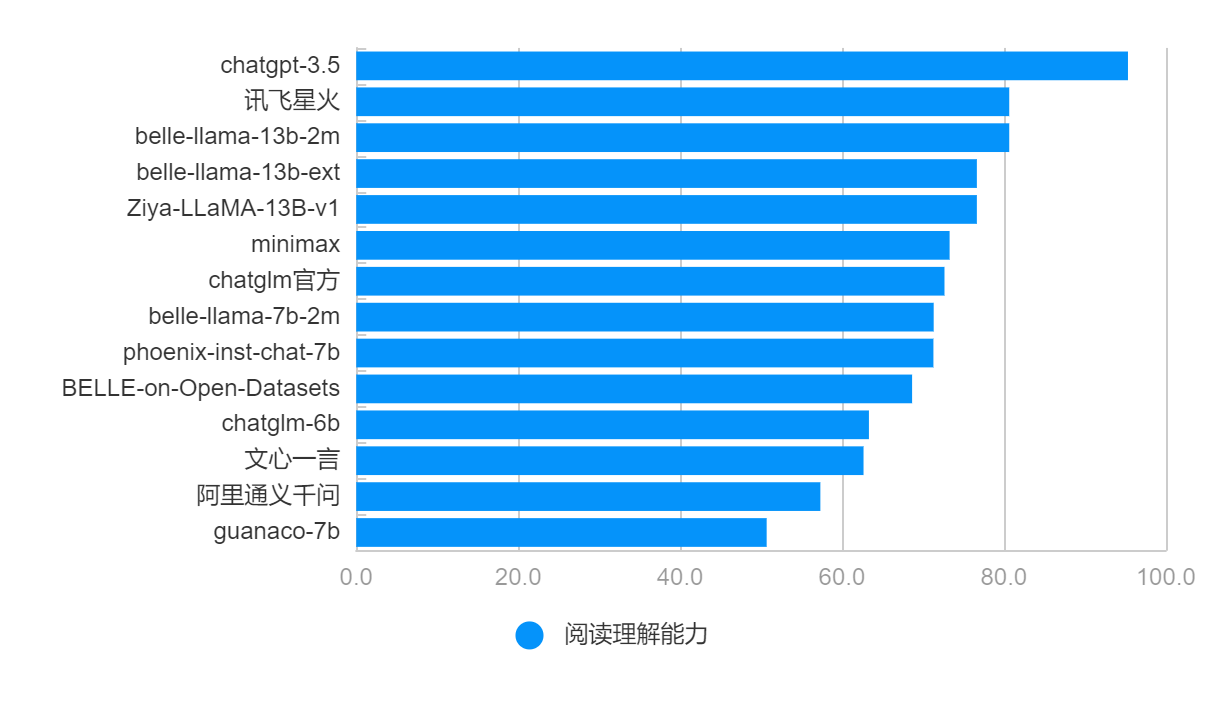 chatgpt-3.5
讯飞星火
belle-llama-13b-2m
belle-llama-13b-ext
Ziya-LLaMA-13B-v1
minimax
chatglm官方
belle-llama-7b-2m
phoenix-inst-chat-7b
BELLE-on-Open-Datasets
chatglm-6b
文心一言
阿里通义千问
guanaco-7b
0.0 20.0 40.0 60.0 80.0 100.0
阅读理解能力